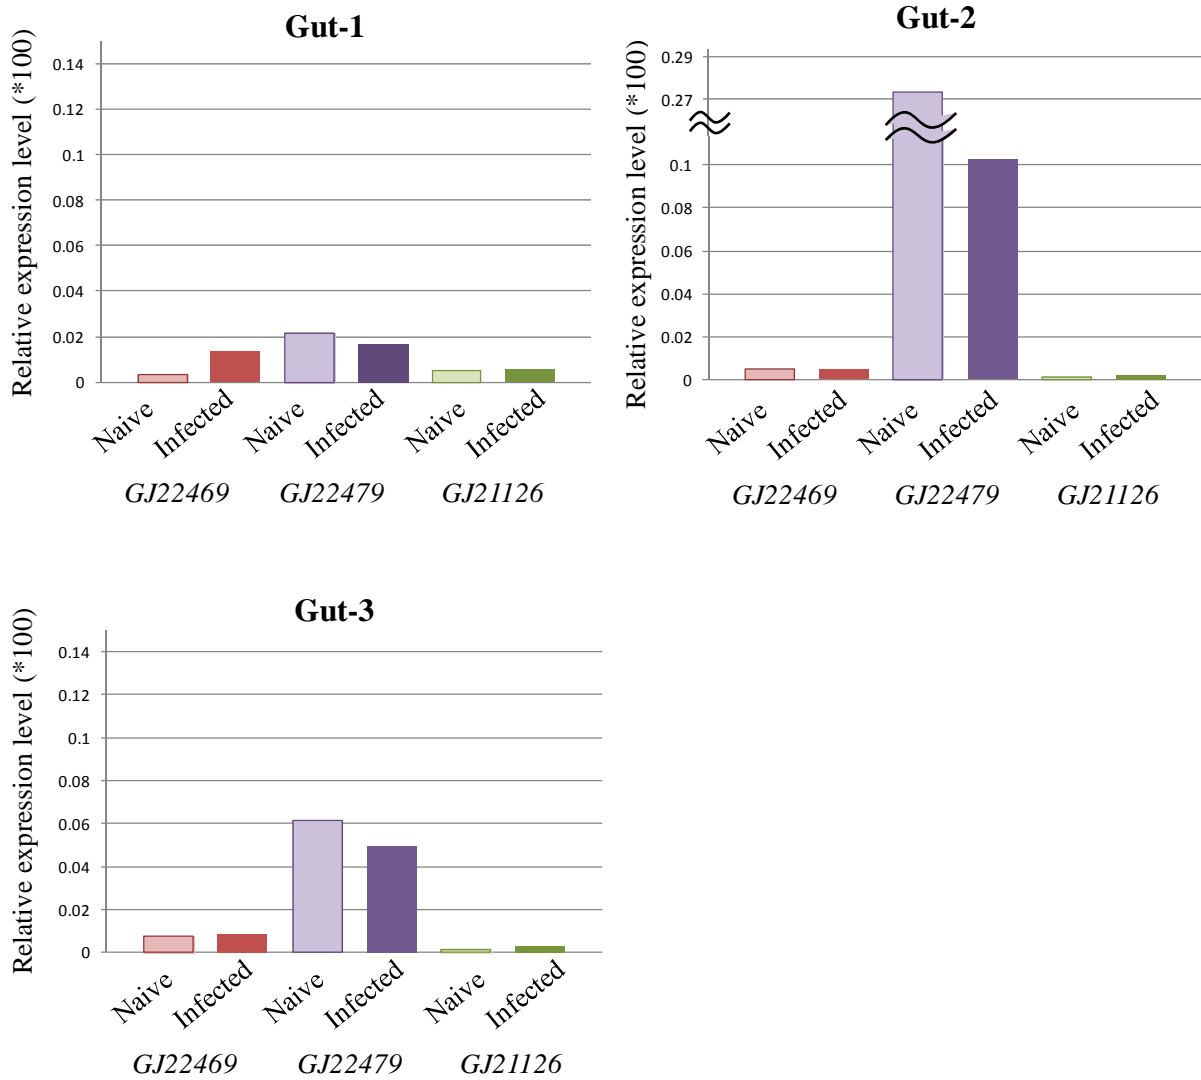 Gut-1
Relative expression level (*100)
0.14
0.12
0.1
0.08
0.06
0.04
0.02
0
Naive
Infected
Naive
Infected
Naive
Infected
GJ22469
GJ22479
GJ21126
Gut-2
Relative expression level (*100)
0.29
0.27
0.1
0.08
0.06
0.04
0.02
0
Naive
Infected
Naive
Infected
Naive
Infected
GJ22469
GJ22479
GJ21126
Gut-3
Relative expression level (*100)
0.14
0.12
0.1
0.08
0.06
0.04
0.02
0
Naive
Infected
Naive
Infected
Naive
Infected
GJ22469
GJ22479
GJ21126